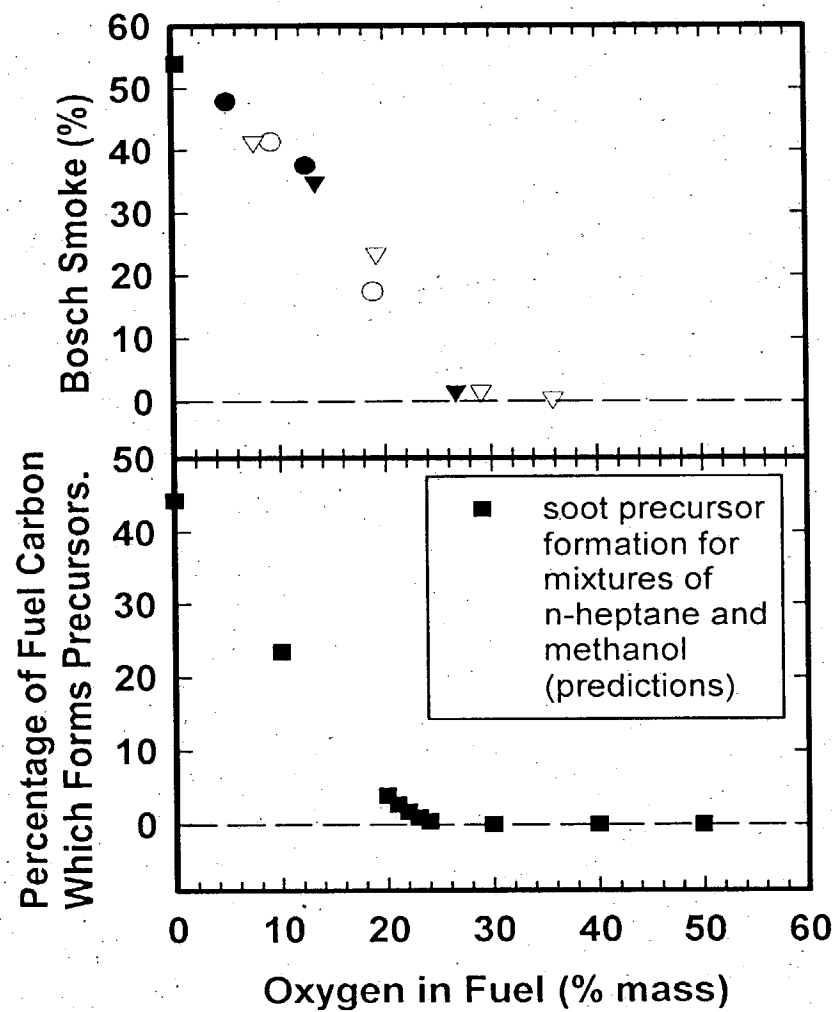 60
50
40
30
20
10
0
Bosch Smoke (%)
50
40
30
20
10
0
Percentage of Fuel Carbon
Which Forms Precursors.
soot precursor
formation for
mixtures of
n-heptane and
methanol
(predictions)
0 10 20 30 40 50 60
Oxygen in Fuel (% mass)